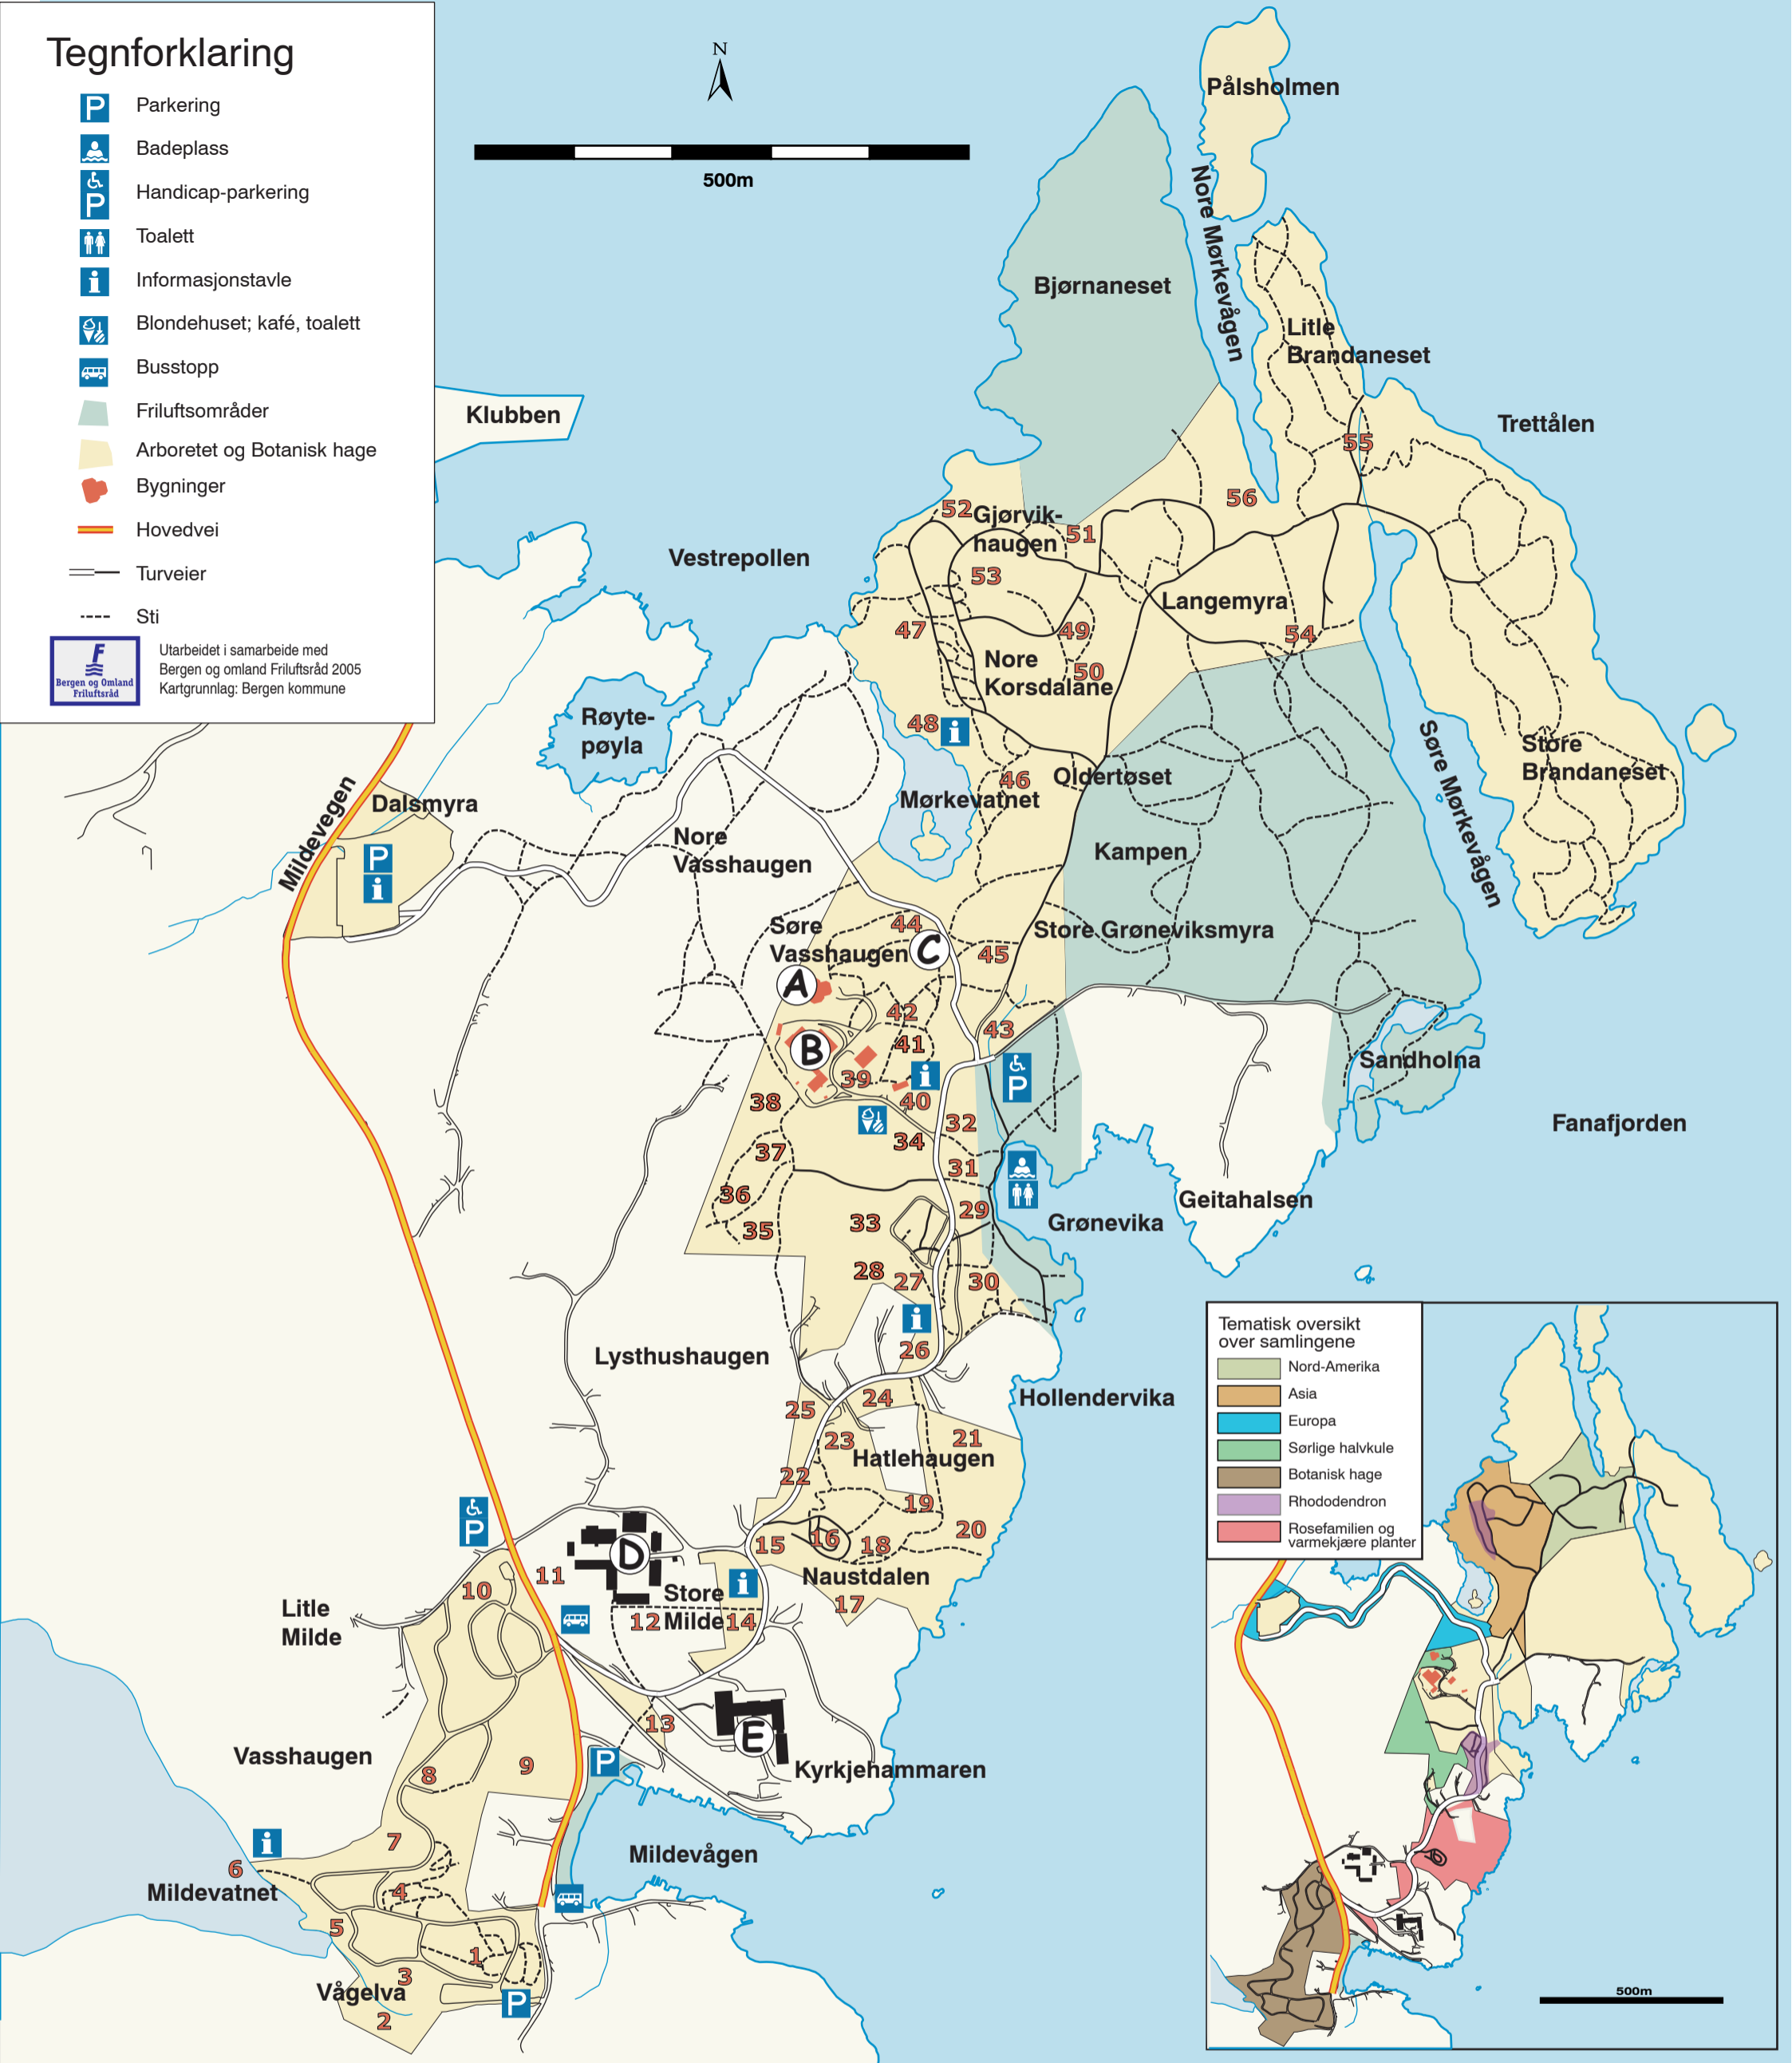 Tegnforklaring
P Parkering
Badeplass
P Handicap-parkering
Toalett
i Informasjonstavle
Blondehuset; kafé, toalett
Busstopp
Friluftsområder
Arboretet og Botanisk hage
Bygninger
Hovedvei
Turveier
Sti
F
Bergen og Omland
Friluftsråd
Utarbeidet i samarbeide med
Bergen og omland Friluftsråd 2005
Kartgrunnlag: Bergen kommune
N
500m
Pålsholmen
Nore Mørkevågen
Bjørnaneset
Litle
Brandaneset
Klubben
Trettålen
55
56
52
Gjørvik-
haugen
51
53
Vestrepollen
Langemyra
47
49
54
Nore
Korsdalane
50
Røyte-
pøyla
48
i
Store
Brandaneset
Søre Mørkevågen
46
Oldertøset
Mørkevatnet
Mildevegen
Dalsmyra
P
i
Nore
Vasshaugen
Kampen
Søre
Vasshaugen
44
C
45
Store Grøneviksmyra
A
42
43
B
41
39
i
P
Sandholna
38
40
32
34
Fanafjorden
37
31
36
29
Geitahalsen
35
33
Grønevika
28
27
30
i
26
Lysthushaugen
24
Hollendervika
25
23
21
Hatlehaugen
22
19
P
15
16
18
20
D
11
10
Store
Milde
i
Naustdalen
12
14
17
Litle
Milde
13
E
Vasshaugen
9
P
Kyrkjehammaren
8
7
i
6
Mildevatnet
Mildevågen
4
5
1
3
Vågelva
P
2
Tematisk oversikt
over samlingene
Nord-Amerika
Asia
Europa
Sørlige halvkule
Botanisk hage
Rhododendron
Rosefamilien og
varmekjære planter
500m